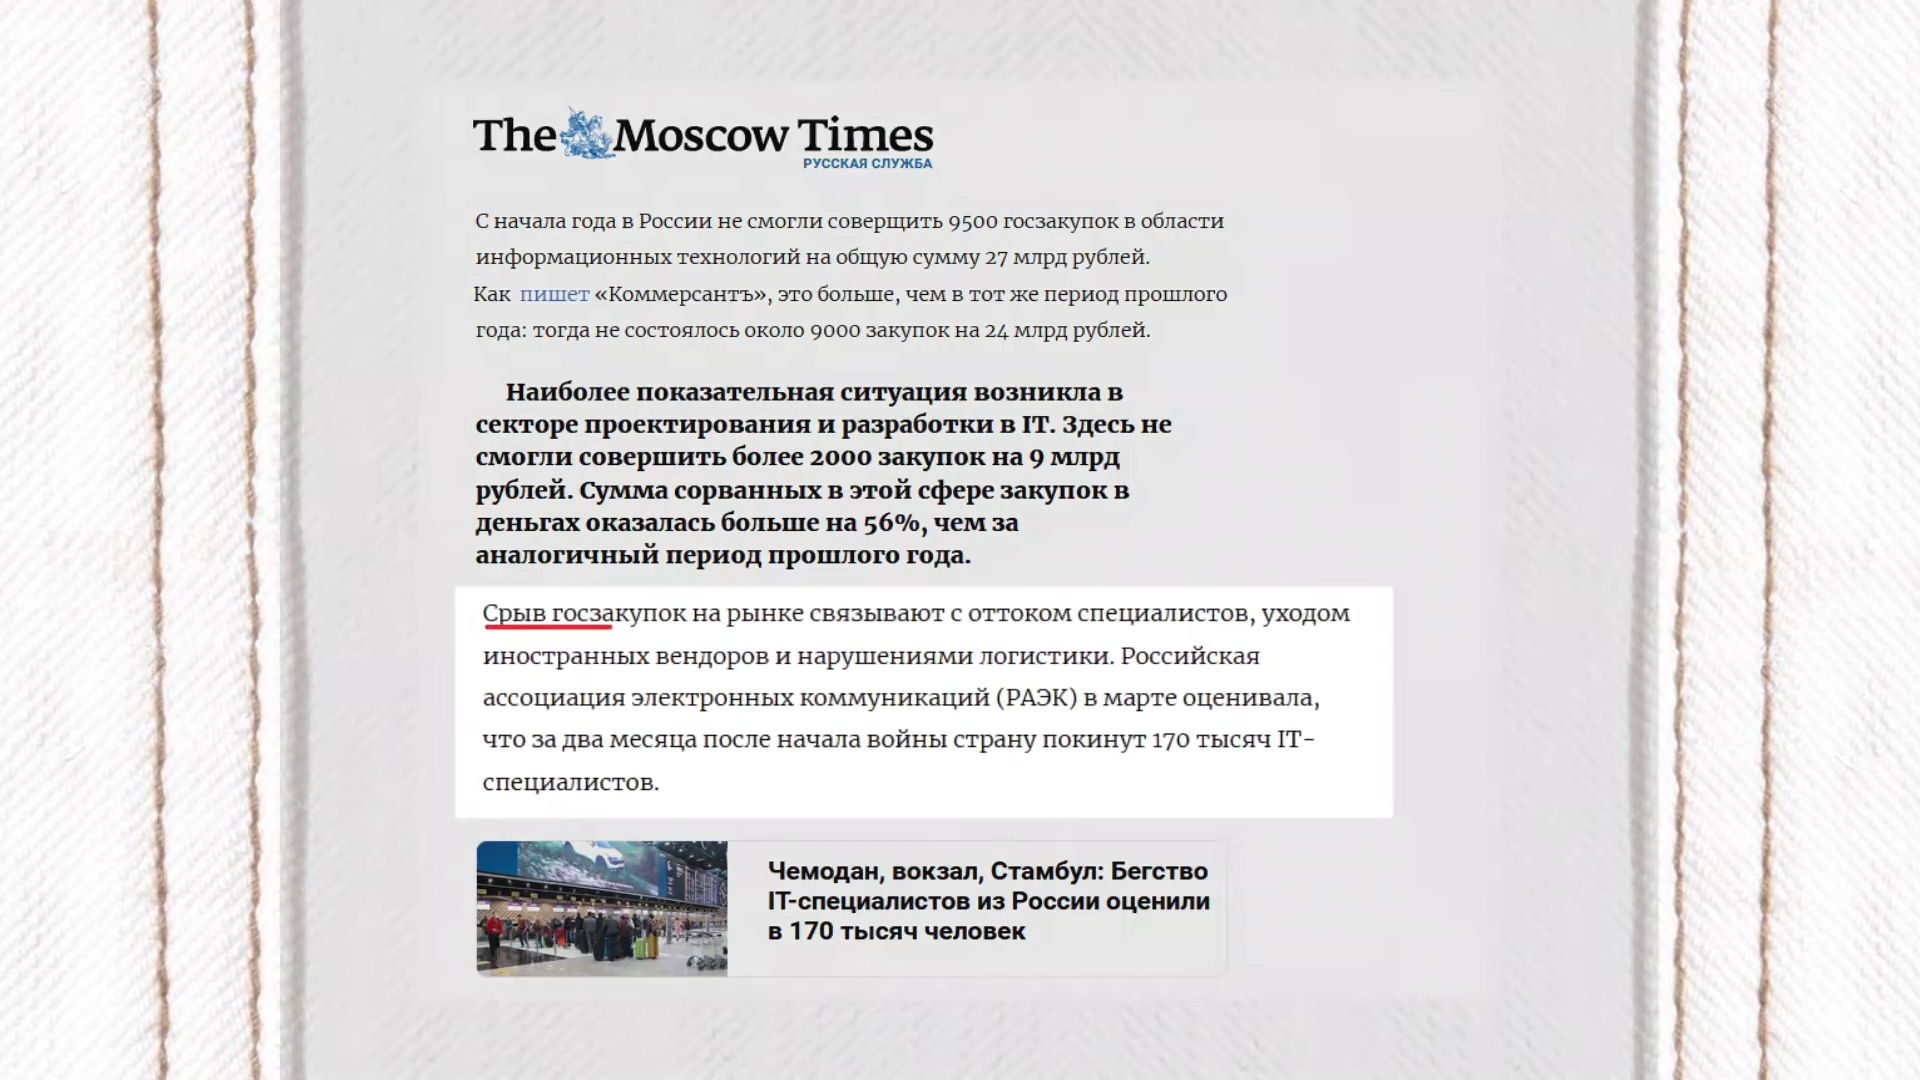 The Moscow Times
РУССКАЯ СЛУЖБА
С начала года в России не смогли соверщить 9500 госзакупок в области
информационных технологий на общую сумму 27 млрд рублей.
Как пишет «Коммерсантъ», это больше, чем в тот же период прошлого
года: тогда не состоялось около 9000 закупок на 24 млрд рублей.
Наиболее показательная ситуация возникла в
секторе проектирования и разработки в IT. Здесь не
смогли совершить более 2000 закупок на 9 млрд
рублей. Сумма сорванных в этой сфере закупок в
деньгах оказалась больше на 56%, чем за
аналогичный период прошлого года.
Срыв госзакупок на рынке связывают с оттоком специалистов, уходом
иностранных вендоров и нарушениями логистики. Российская
ассоциация электронных коммуникаций (РАЭК) в марте оценивала,
что за два месяца после начала войны страну покинут 170 тысяч IT-
специалистов.
Чемодан, вокзал, Стамбул: Бегство
IT-специалистов из России оценили
в 170 тысяч человек